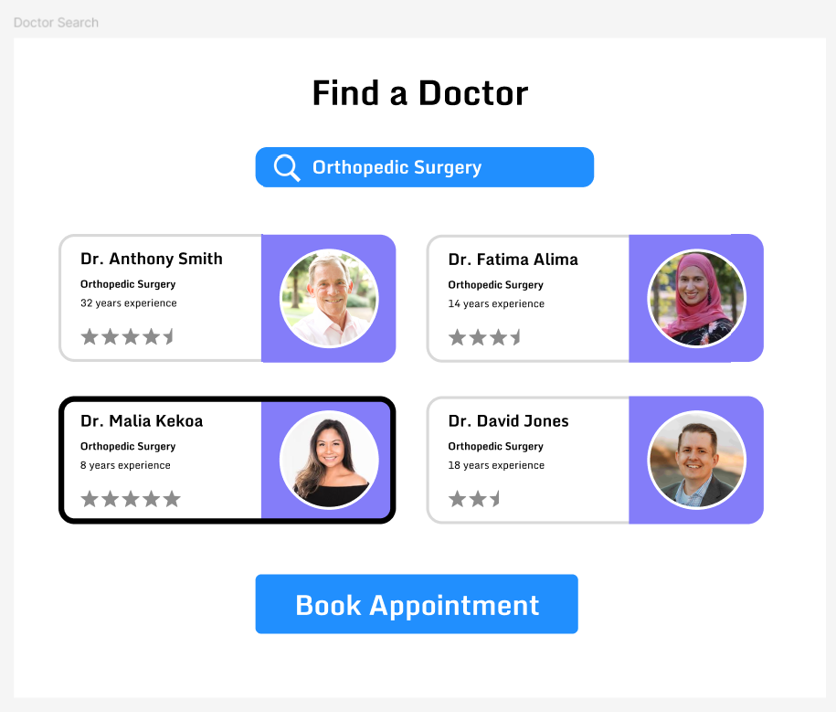 Doctor Search
Find a Doctor
Orthopedic Surgery
Dr. Anthony Smith
Orthopedic Surgery
32 years experience
Dr. Fatima Alima
Orthopedic Surgery
14 years experience
Dr. Malia Kekoa
Orthopedic Surgery
8 years experience
Dr. David Jones
Orthopedic Surgery
18 years experience
Book Appointment